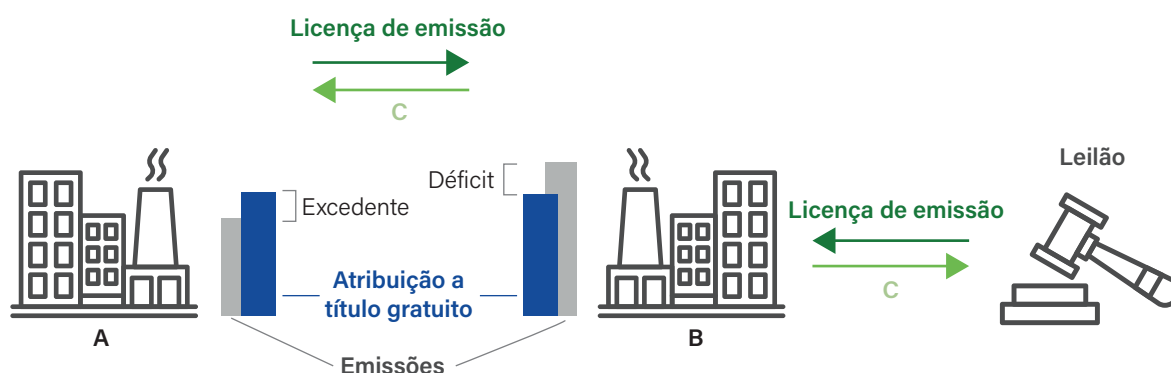 Licença de emissão
C
Leilão
Déficit
Excedente
Licença de emissão
C
Atribuição a
título gratuito
A
B
Emissões